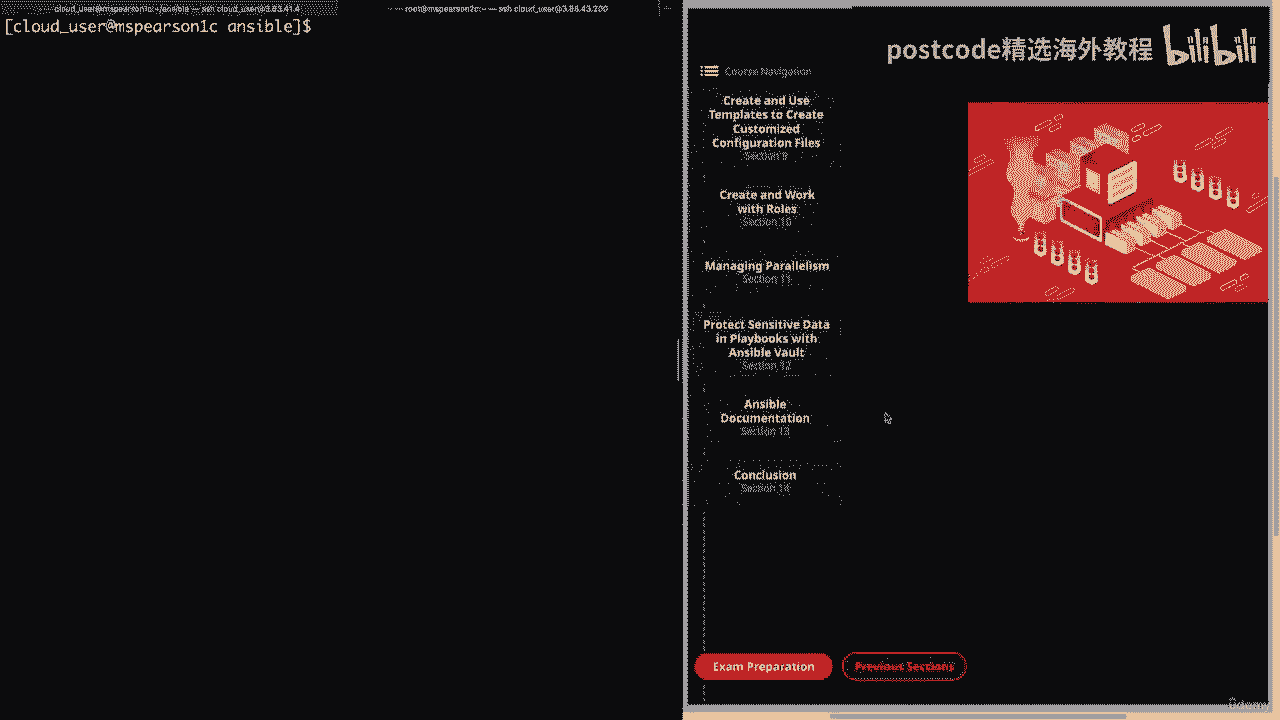 cloud_user@mspearson1c:~/ansible — ssh cloud_user@3.83.41.4
root@mspearson2c:~ — ssh cloud_user@3.86.43.200
[cloud_user@mspearson1c ansible]$
postcode精选海外教程 bilibili
Course Navigation
Create and Use
Templates to Create
Customized
Configuration Files
Section 9
Create and Work
with Roles
Section 10
Managing Parallelism
Section 11
Protect Sensitive Data
in Playbooks with
Ansible Vault
Section 12
Ansible
Documentation
Section 13
Conclusion
Section 14
Exam Preparation
Previous Sections
Udemy